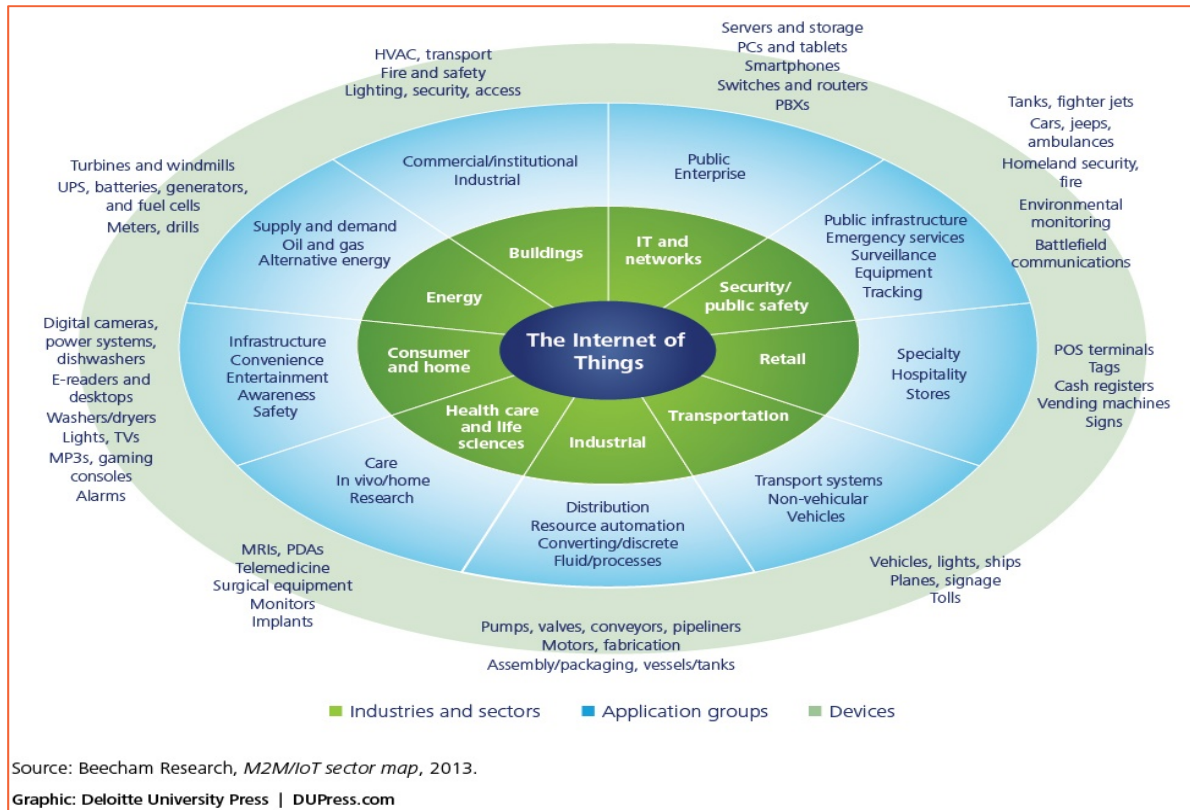 HVAC, transport
Fire and safety
Lighting, security, access
Servers and storage
PCs and tablets
Smartphones
Switches and routers
PBXs
Tanks, fighter jets
Cars, jeeps,
ambulances
Homeland security,
fire
Environmental
monitoring
Battlefield
communications
Turbines and windmills
UPS, batteries, generators,
and fuel cells
Meters, drills
Commercial/institutional
Industrial
Public
Enterprise
Supply and demand
Oil and gas
Alternative energy
Public infrastructure
Emergency services
Surveillance
Equipment
Tracking
Buildings
IT and
networks
Energy
Security/
public safety
The Internet of
Things
Consumer
and home
Retail
Health care
and life
sciences
Industrial
Transportation
Digital cameras,
power systems,
dishwashers
E-readers and
desktops
Washers/dryers
Lights, TVs
MP3s, gaming
consoles
Alarms
Infrastructure
Convenience
Entertainment
Awareness
Safety
Specialty
Hospitality
Stores
POS terminals
Tags
Cash registers
Vending machines
Signs
Care
In vivo/home
Research
Distribution
Resource automation
Converting/discrete
Fluid/processes
Transport systems
Non-vehicular
Vehicles
MRIs, PDAs
Telemedicine
Surgical equipment
Monitors
Implants
Pumps, valves, conveyors, pipeliners
Motors, fabrication
Assembly/packaging, vessels/tanks
Vehicles, lights, ships
Planes, signage
Tolls
Industries and sectors
Application groups
Devices
Source: Beecham Research, M2M/IoT sector map, 2013.
Graphic: Deloitte University Press | DUPress.com